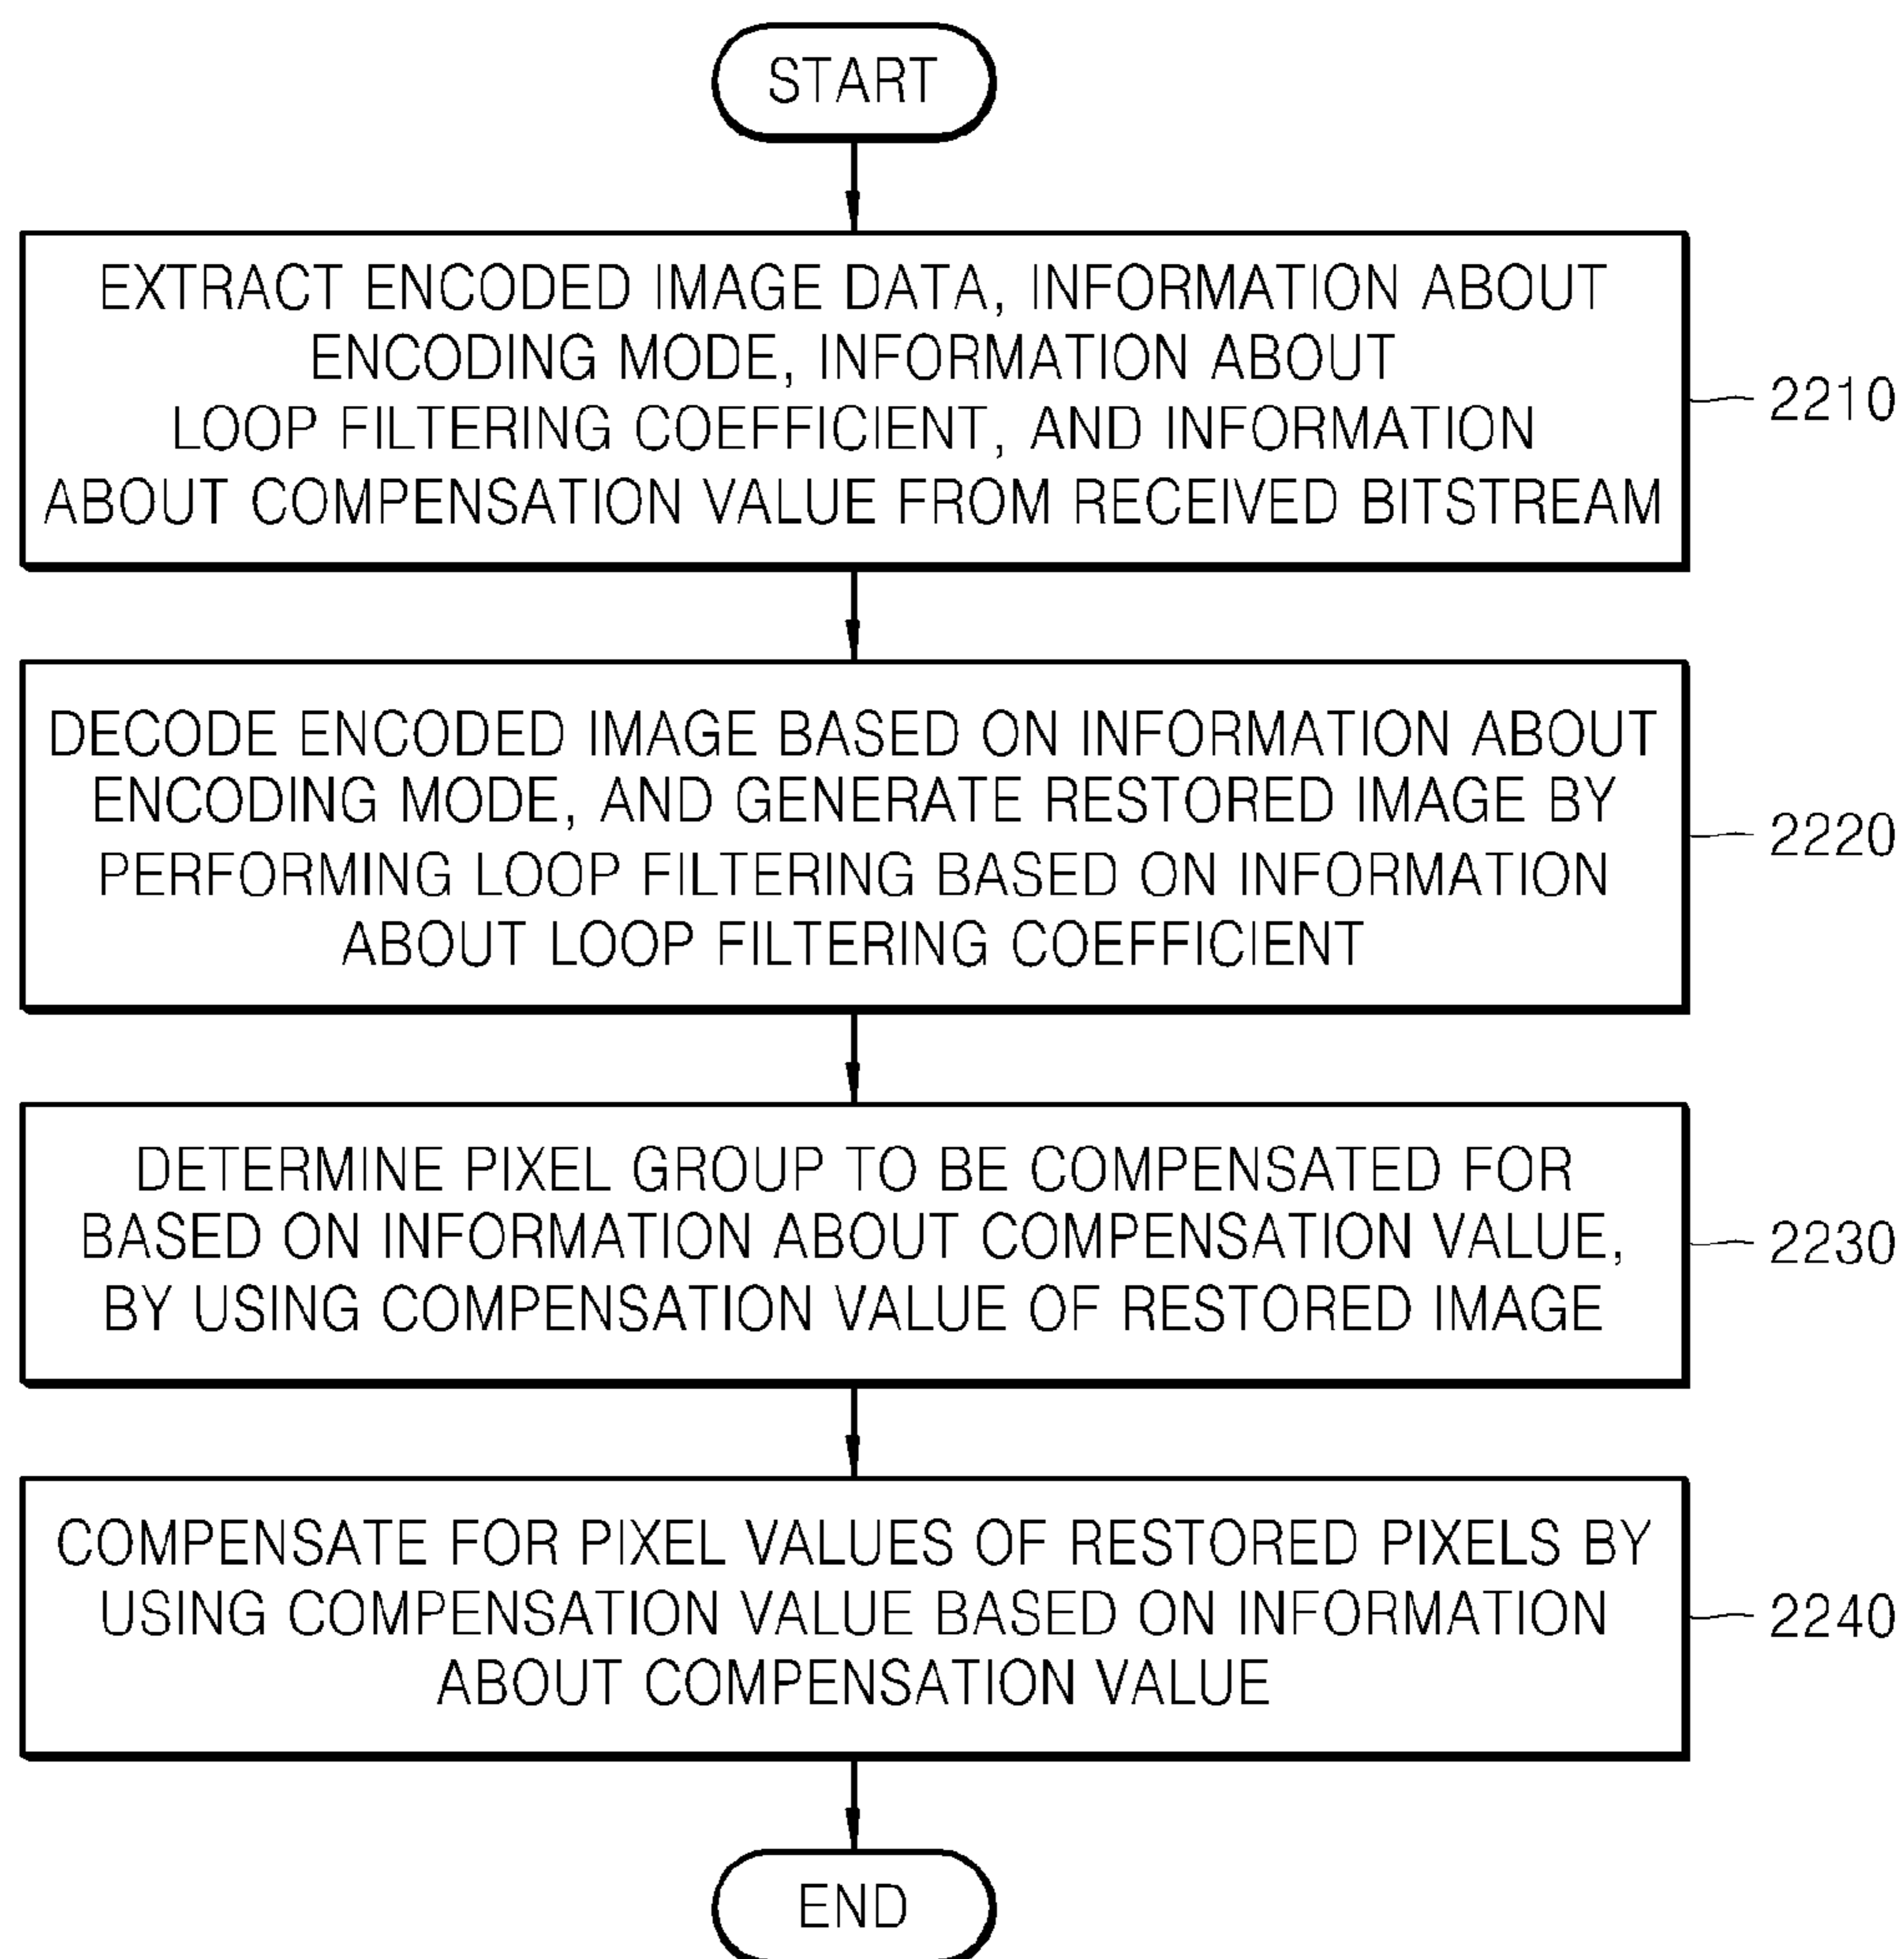 START
EXTRACT ENCODED IMAGE DATA, INFORMATION ABOUT
ENCODING MODE, INFORMATION ABOUT
LOOP FILTERING COEFFICIENT, AND INFORMATION
ABOUT COMPENSATION VALUE FROM RECEIVED BITSTREAM
2210
DECODE ENCODED IMAGE BASED ON INFORMATION ABOUT
ENCODING MODE, AND GENERATE RESTORED IMAGE BY
PERFORMING LOOP FILTERING BASED ON INFORMATION
ABOUT LOOP FILTERING COEFFICIENT
2220
DETERMINE PIXEL GROUP TO BE COMPENSATED FOR
BASED ON INFORMATION ABOUT COMPENSATION VALUE,
BY USING COMPENSATION VALUE OF RESTORED IMAGE
2230
COMPENSATE FOR PIXEL VALUES OF RESTORED PIXELS BY
USING COMPENSATION VALUE BASED ON INFORMATION
ABOUT COMPENSATION VALUE
2240
END